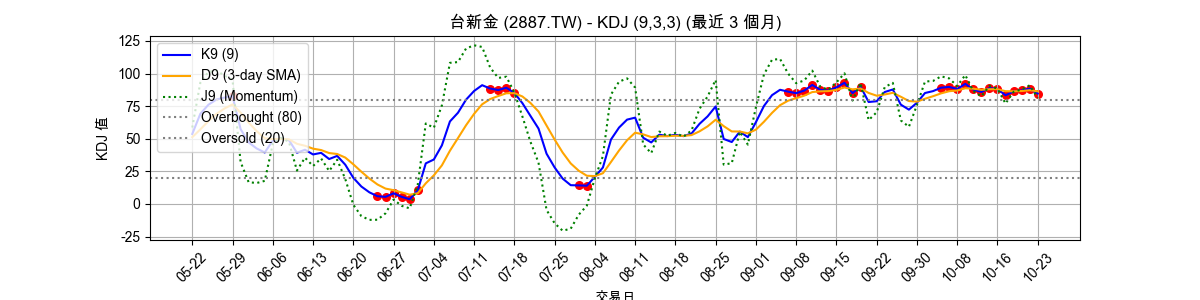 台新金 (2887.TW) - KDJ (9,3,3) (最近 3 個月)
KDJ 值
125
100
75
50
25
0
-25
K9 (9)
D9 (3-day SMA)
J9 (Momentum)
Overbought (80)
Oversold (20)
05-22 05-29 06-06 06-13 06-20 06-27 07-04 07-11 07-18 07-25 08-04 08-11 08-18 08-25 09-01 09-08 09-15 09-22 09-30 10-08 10-16 10-23
交易日